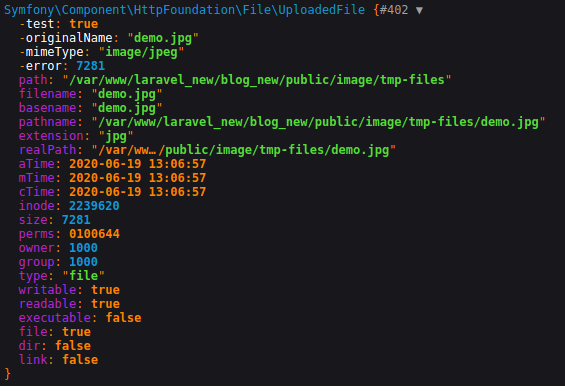 Symfony\Component\HttpFoundation\File\UploadedFile {#402 ▼
-test: true
-originalName: "demo.jpg"
-mimeType: "image/jpeg"
-error: 7281
path: "/var/www/laravel_new/blog_new/public/image/tmp-files"
filename: "demo.jpg"
basename: "demo.jpg"
pathname: "/var/www/laravel_new/blog_new/public/image/tmp-files/demo.jpg"
extension: "jpg"
realPath: "/var/ww…/public/image/tmp-files/demo.jpg"
aTime: 2020-06-19 13:06:57
mTime: 2020-06-19 13:06:57
cTime: 2020-06-19 13:06:57
inode: 2239620
size: 7281
perms: 0100644
owner: 1000
group: 1000
type: "file"
writable: true
readable: true
executable: false
file: true
dir: false
link: false
}